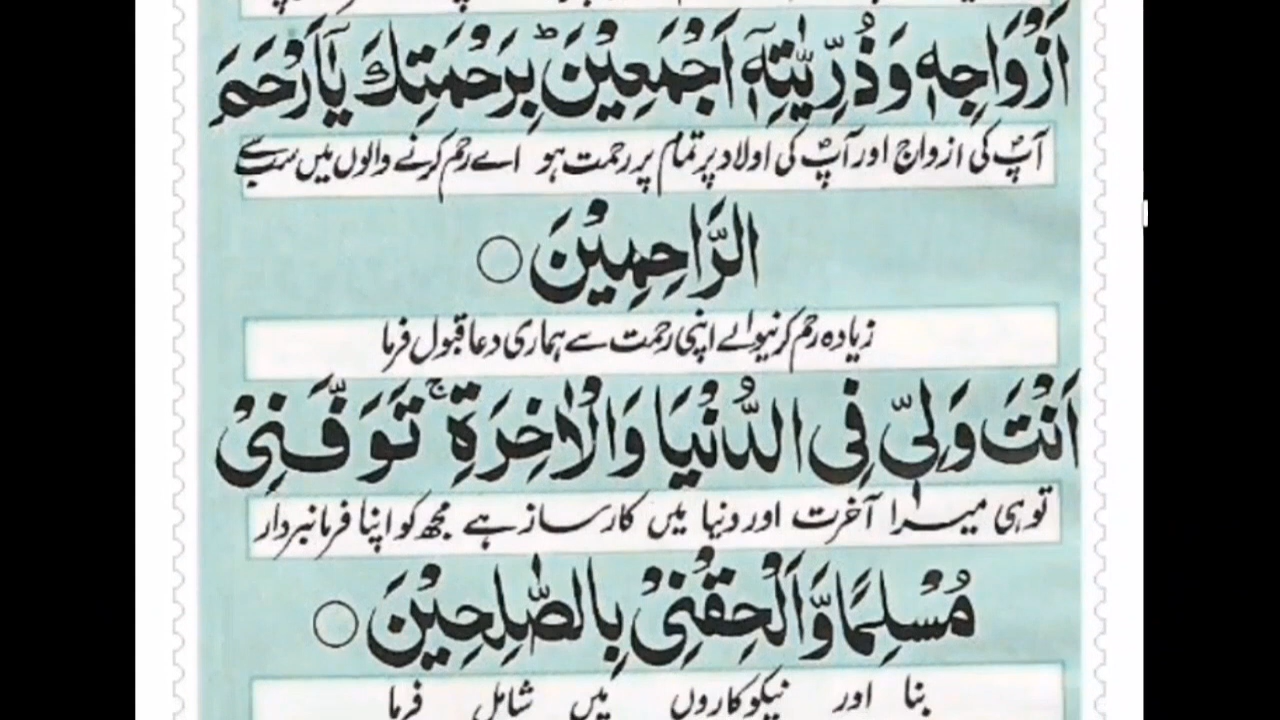 اَزْوَاجِهٖ وَذُرِّيّٰتِهٖٓ اَجْمَعِيْنَ ؕ بِرَحْمَتِكَ يَآاَرْحَمَ
آپؐ کی ازواج اور آپؐ کی اولاد پر تمام پر رحمت ہو اے رحم کرنے والوں میں سب سے
الرَّاحِمِيْنَ ○
زیادہ رحم کرنیوالے اپنی رحمت سے ہماری دعا قبول فرما
اَنْتَ وَلِیّٖ فِی الدُّنْيَا وَالْاٰخِرَةِ ۚ تَوَفَّنِیْ
تو ہی میرا آخرت اور دنیا میں کارساز ہے مجھ کو اپنا فرمانبردار
مُسْلِمًا وَّاَلْحِقْنِیْ بِالصّٰلِحِيْنَ ○
بنا اور نیکوکاروں میں شامل فرما